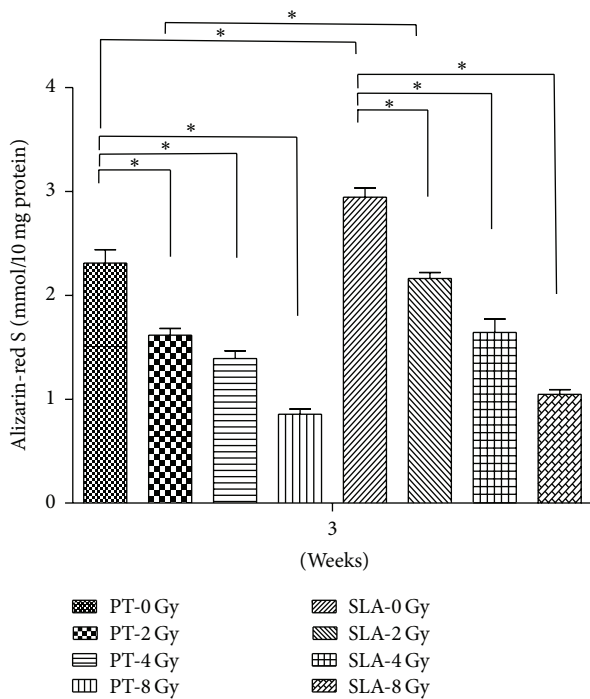 *
*
*
*
*
*
*
*
4
3
2
1
0
Alizarin-red S (mmol/10 mg protein)
3
(Weeks)
PT-0 Gy
PT-2 Gy
PT-4 Gy
PT-8 Gy
SLA-0 Gy
SLA-2 Gy
SLA-4 Gy
SLA-8 Gy